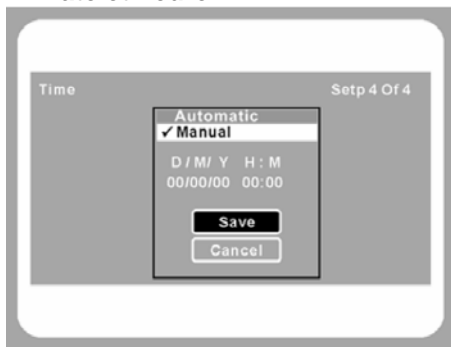 Time
Setp 4 Of 4
Automatic
✓ Manual
D / M/ Y H : M
00/00/00 00:00
Save
Cancel